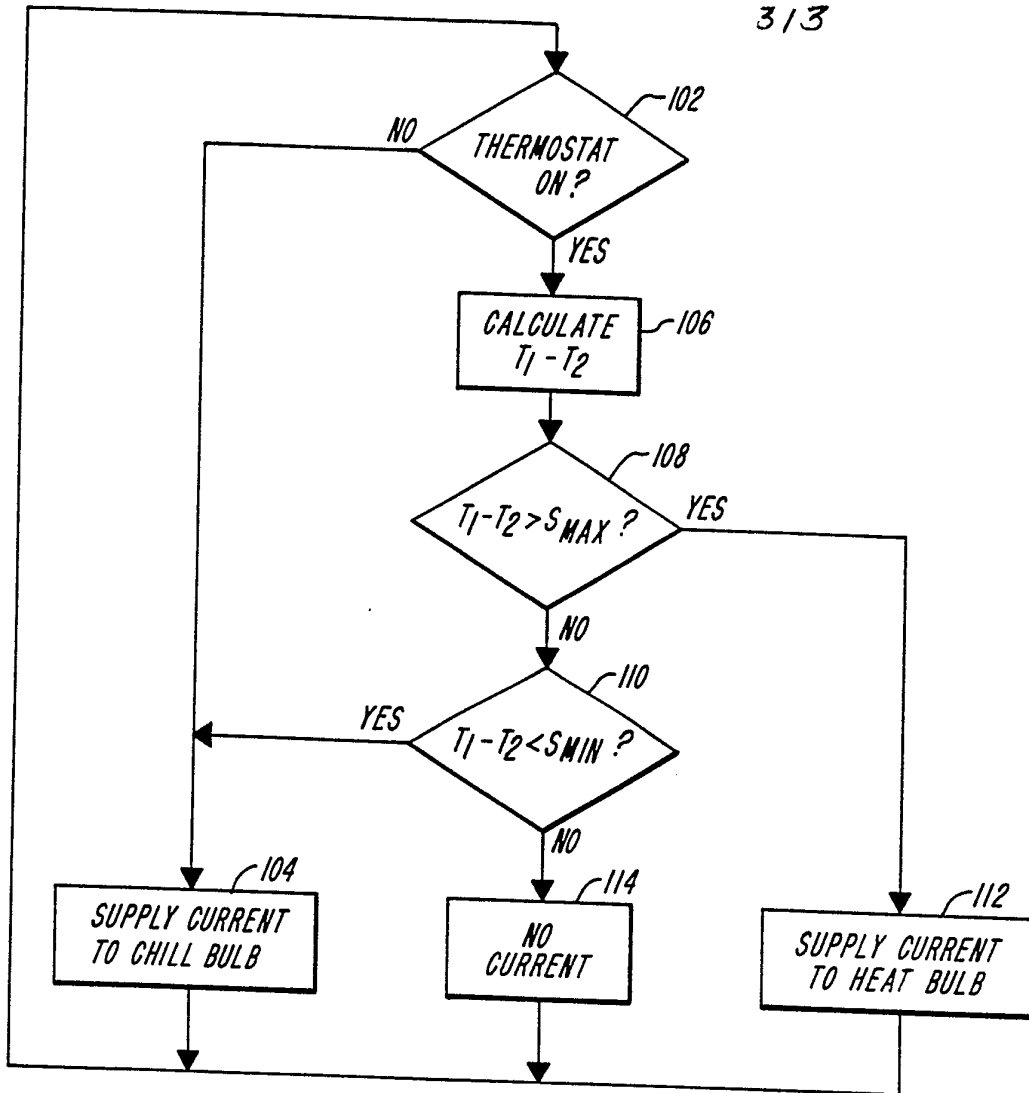 3/3
102
NO
THERMOSTAT
ON?
YES
CALCULATE
T1 - T2
106
108
T1-T2>SMAX ?
YES
NO
110
YES
T1-T2<SMIN ?
NO
104
114
112
SUPPLY CURRENT
TO CHILL BULB
NO
CURRENT
SUPPLY CURRENT
TO HEAT BULB